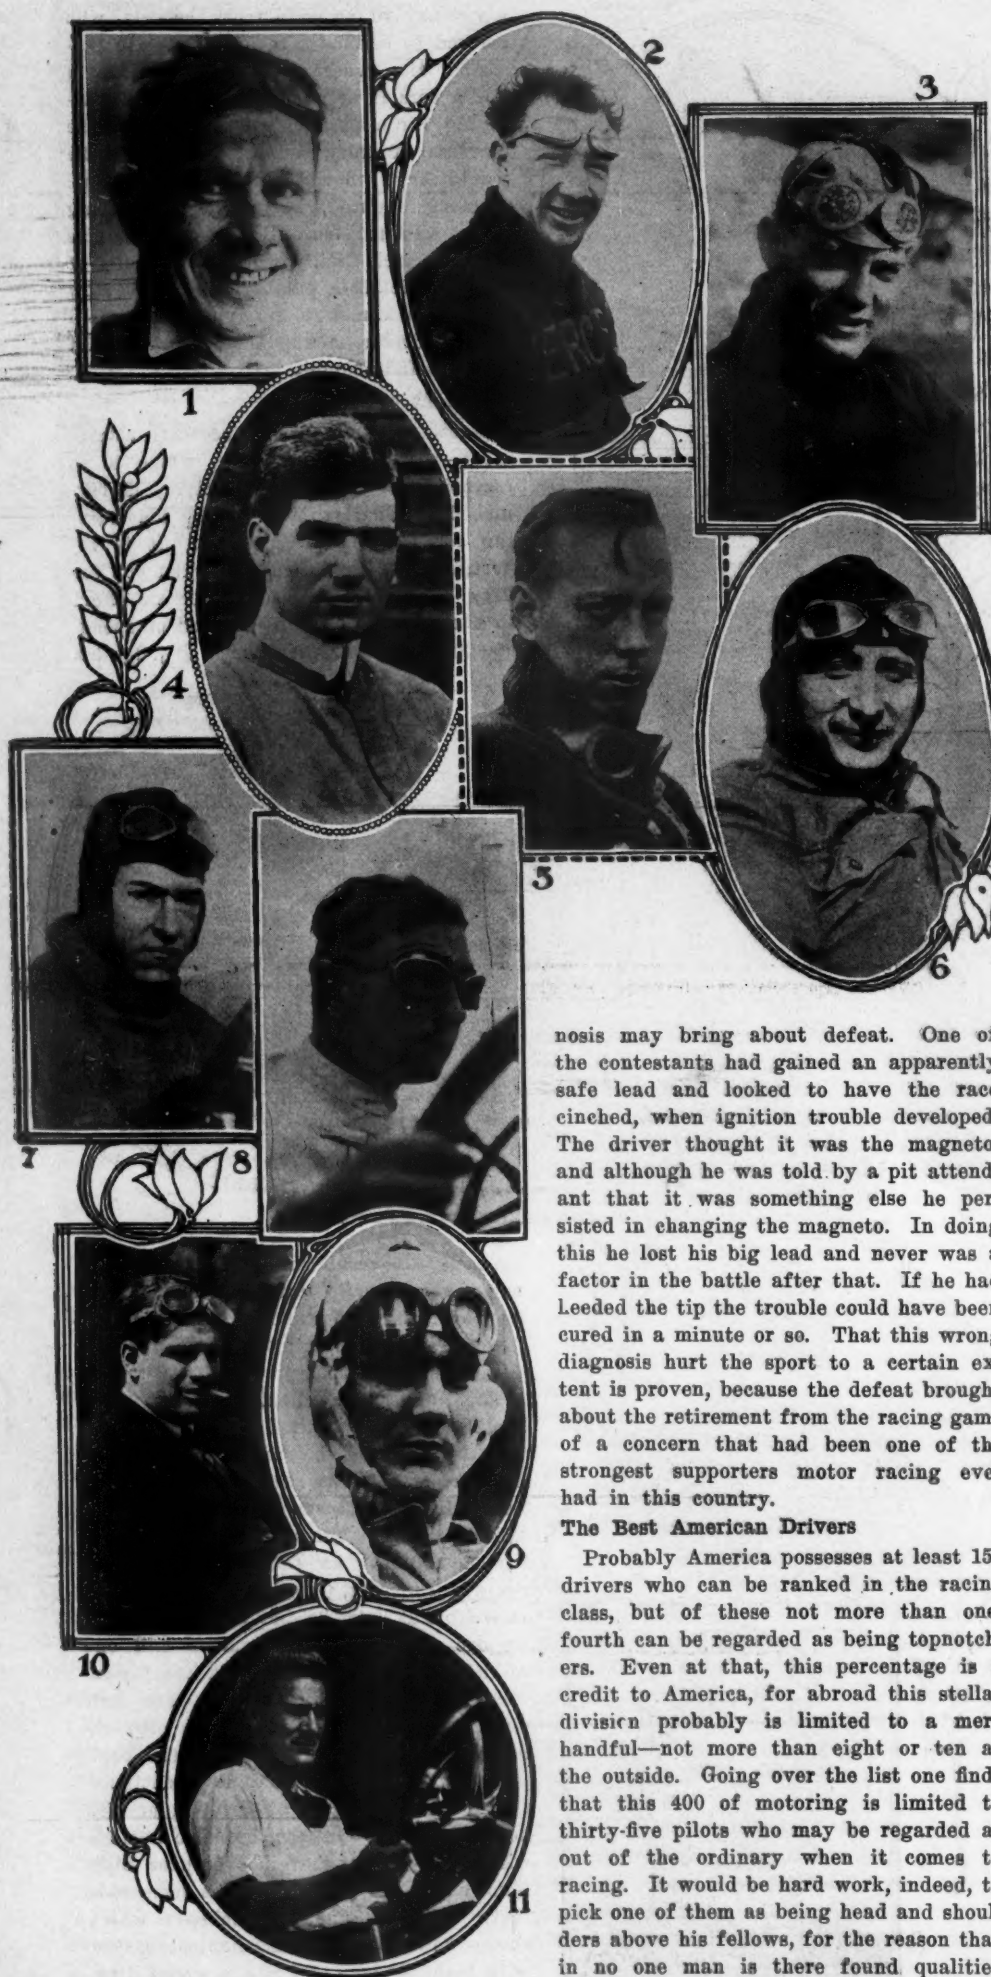 2
3
1
ERC
4
5
6
7
8
9
10
11
nosis may bring about defeat. One of
the contestants had gained an apparently
safe lead and looked to have the race
cinched, when ignition trouble developed
The driver thought it was the magneto
and although he was told by a pit attend
ant that it was something else he per
sisted in changing the magneto. In doing
this he lost his big lead and never was a
factor in the battle after that. If he had
Leeded the tip the trouble could have been
cured in a minute or so. That this wrong
diagnosis hurt the sport to a certain ex
tent is proven, because the defeat brough
about the retirement from the racing gam
of a concern that had been one of th
strongest supporters motor racing eve
had in this country.
The Best American Drivers
Probably America possesses at least 15
drivers who can be ranked in the racin
class, but of these not more than one
fourth can be regarded as being topnotch
ers. Even at that, this percentage is
credit to America, for abroad this stella
division probably is limited to a mer
handful—not more than eight or ten a
the outside. Going over the list one find
that this 400 of motoring is limited t
thirty-five pilots who may be regarded a
out of the ordinary when it comes t
racing. It would be hard work, indeed, t
pick one of them as being head and shoul
ders above his fellows, for the reason tha
in no one man is there found qualitie